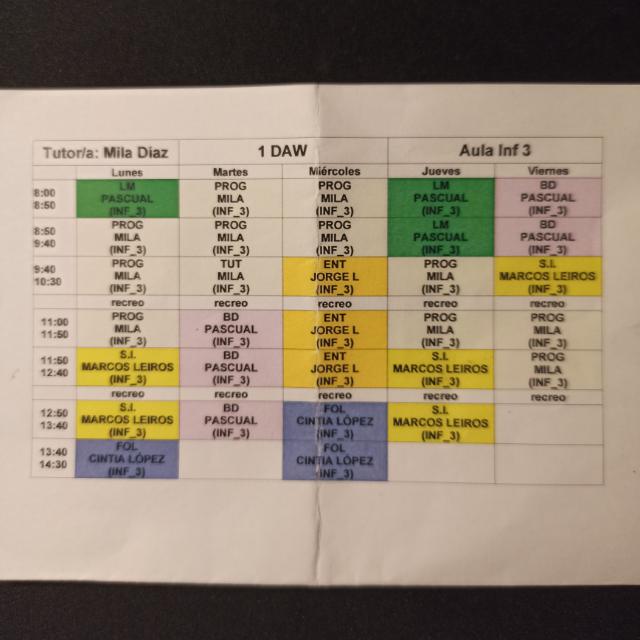 Tutor/a: Mila Diaz 1 DAW Aula Inf 3
Lunes Martes Miércoles Jueves Viernes
8:00 LM PROG PROG LM BD
8:50 PASCUAL MILA MILA PASCUAL PASCUAL
(INF_3) (INF_3) (INF_3) (INF_3) (INF_3)
8:50 PROG PROG PROG LM BD
9:40 MILA MILA MILA PASCUAL PASCUAL
(INF_3) (INF_3) (INF_3) (INF_3) (INF_3)
9:40 PROG TUT ENT PROG S.I.
10:30 MILA MILA JORGE L MILA MARCOS LEIROS
(INF_3) (INF_3) (INF_3) (INF_3) (INF_3)
recreo recreo recreo recreo recreo
11:00 PROG BD ENT PROG PROG
11:50 MILA PASCUAL JORGE L MILA MILA
(INF_3) (INF_3) (INF_3) (INF_3) (INF_3)
11:50 S.I. BD ENT S.I. PROG
12:40 MARCOS LEIROS PASCUAL JORGE L MARCOS LEIROS MILA
(INF_3) (INF_3) (INF_3) (INF_3) (INF_3)
recreo recreo recreo recreo recreo
12:50 S.I. BD FOL S.I.
13:40 MARCOS LEIROS PASCUAL CINTIA LÓPEZ MARCOS LEIROS
(INF_3) (INF_3) (INF_3) (INF_3)
13:40 FOL FOL
14:30 CINTIA LÓPEZ CINTIA LÓPEZ
(INF_3) (INF_3)